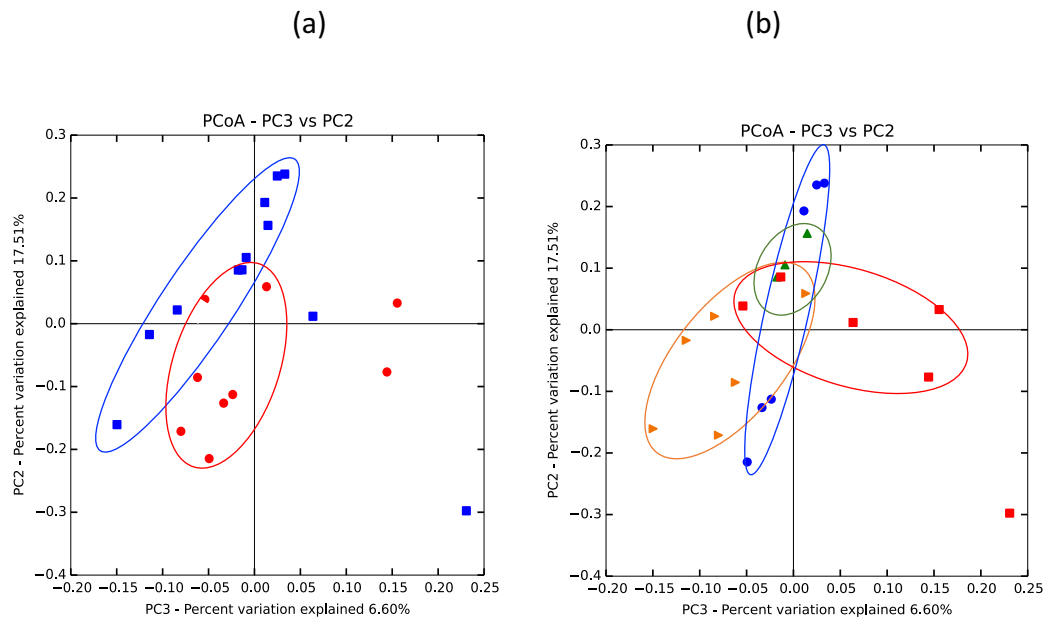 (a)
(b)
PCoA - PC3 vs PC2
0.3
0.2
0.1
0.0
−0.1
−0.2
−0.3
−0.4
PC2 - Percent variation explained 17.51%
−0.20 −0.15 −0.10 −0.05 0.00 0.05 0.10 0.15 0.20 0.25
PC3 - Percent variation explained 6.60%
PCoA - PC3 vs PC2
0.3
0.2
0.1
0.0
−0.1
−0.2
−0.3
−0.4
PC2 - Percent variation explained 17.51%
−0.20 −0.15 −0.10 −0.05 0.00 0.05 0.10 0.15 0.20 0.25
PC3 - Percent variation explained 6.60%